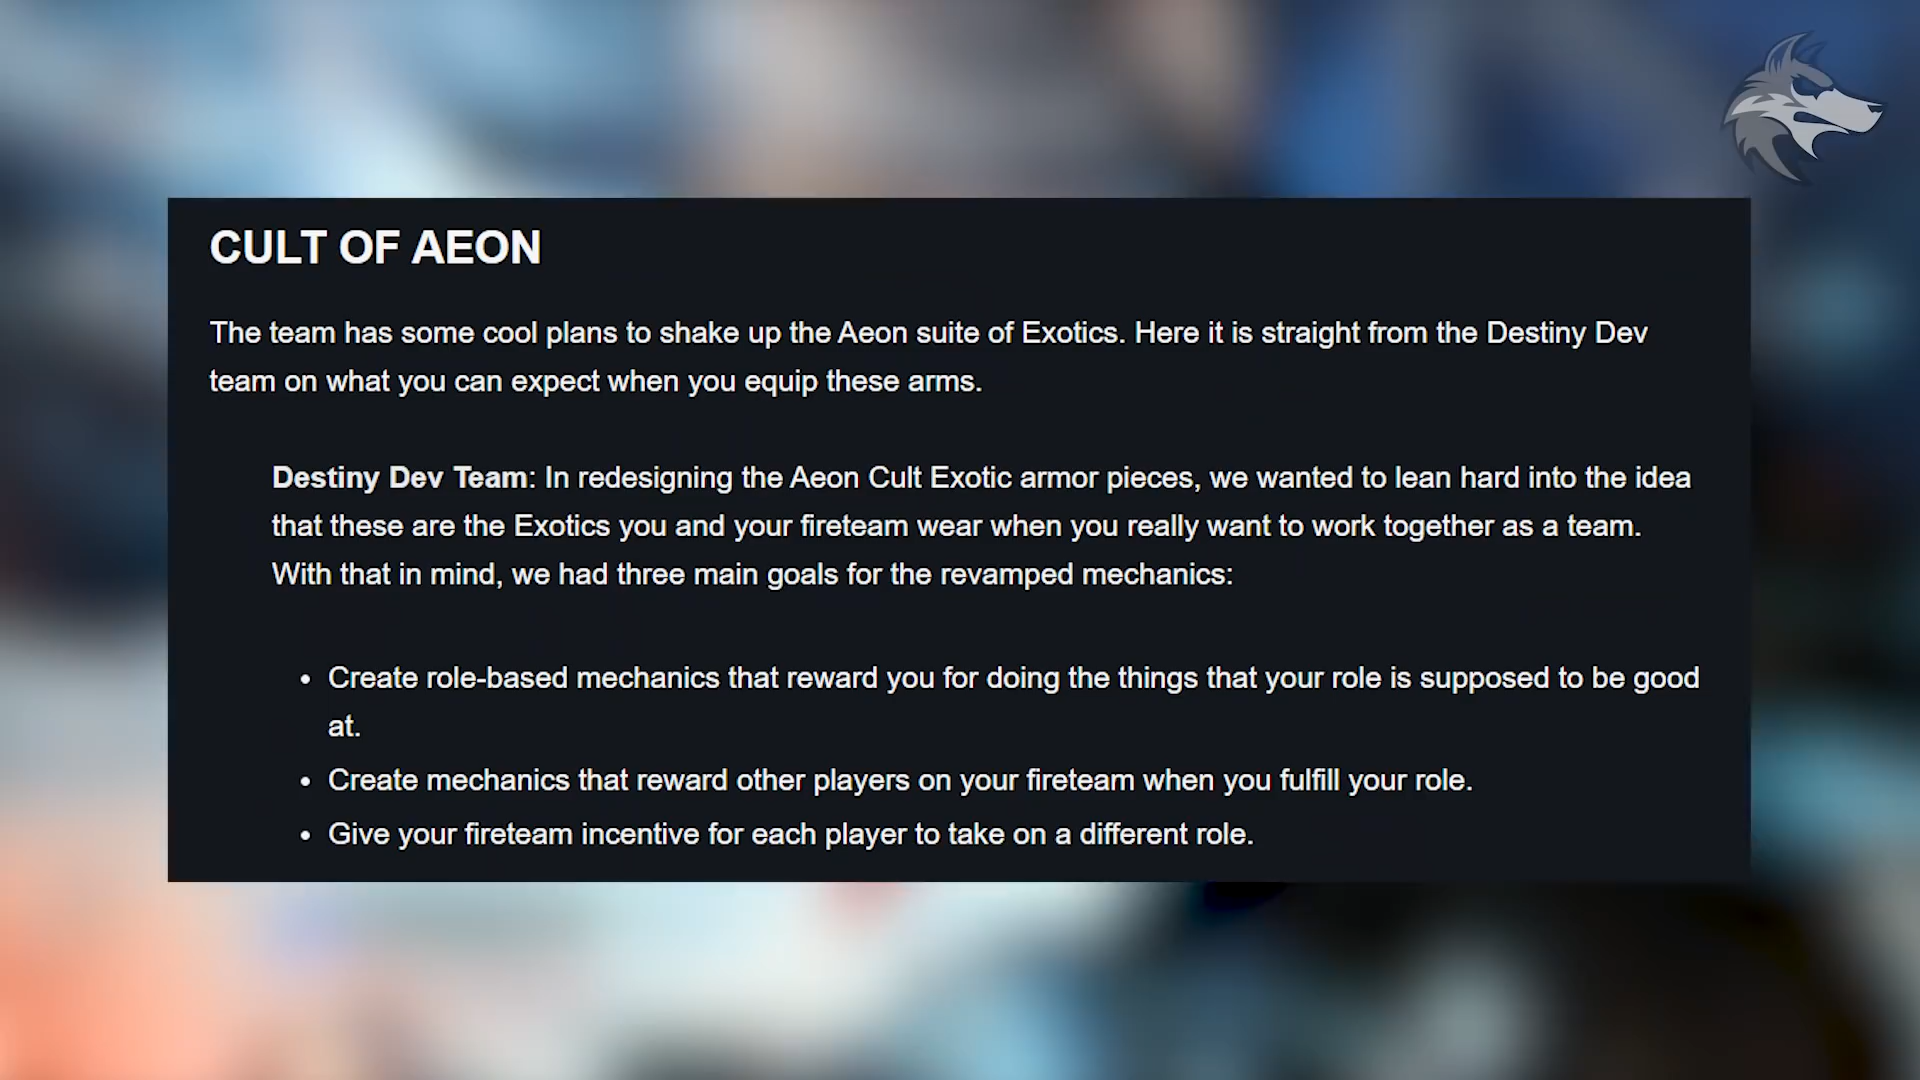 CULT OF AEON
The team has some cool plans to shake up the Aeon suite of Exotics. Here it is straight from the Destiny Dev
team on what you can expect when you equip these arms.
Destiny Dev Team: In redesigning the Aeon Cult Exotic armor pieces, we wanted to lean hard into the idea
that these are the Exotics you and your fireteam wear when you really want to work together as a team.
With that in mind, we had three main goals for the revamped mechanics:
• Create role-based mechanics that reward you for doing the things that your role is supposed to be good
at.
• Create mechanics that reward other players on your fireteam when you fulfill your role.
• Give your fireteam incentive for each player to take on a different role.